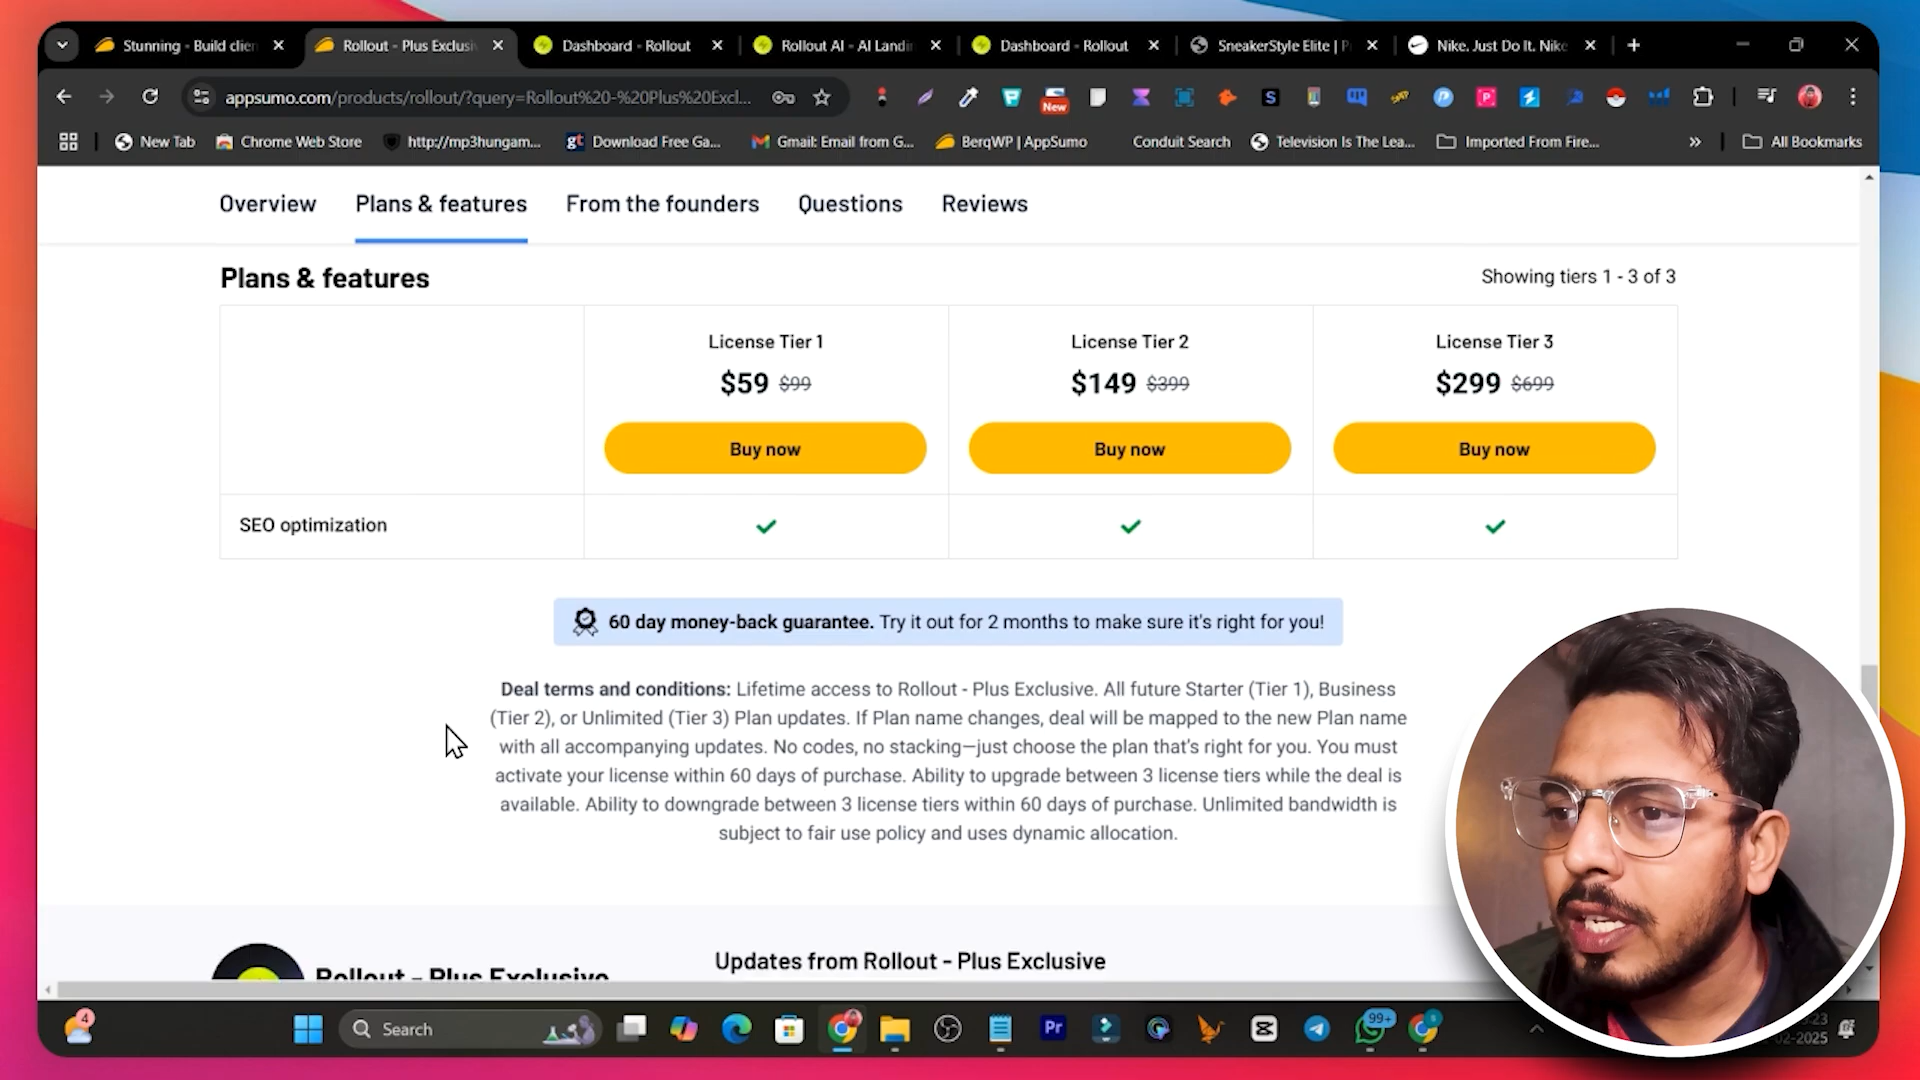 Stunning - Build clien
Rollout - Plus Exclusi
Dashboard - Rollout
Rollout AI - AI Landi
Dashboard - Rollout
SneakerStyle Elite | P
Nike. Just Do It. Nike
appsumo.com/products/rollout/?query=Rollout%20-%20Plus%20Excl...
New
New Tab
Chrome Web Store
http://mp3hungam...
Download Free Ga...
Gmail: Email from G...
BerqWP | AppSumo
Conduit Search
Television Is The Lea...
Imported From Fire...
All Bookmarks
Overview
Plans & features
From the founders
Questions
Reviews
Plans & features
Showing tiers 1 - 3 of 3
License Tier 1
License Tier 2
License Tier 3
$59 $99
$149 $399
$299 $699
Buy now
Buy now
Buy now
SEO optimization
60 day money-back guarantee. Try it out for 2 months to make sure it's right for you!
Deal terms and conditions: Lifetime access to Rollout - Plus Exclusive. All future Starter (Tier 1), Business
(Tier 2), or Unlimited (Tier 3) Plan updates. If Plan name changes, deal will be mapped to the new Plan name
with all accompanying updates. No codes, no stacking—just choose the plan that's right for you. You must
activate your license within 60 days of purchase. Ability to upgrade between 3 license tiers while the deal is
available. Ability to downgrade between 3 license tiers within 60 days of purchase. Unlimited bandwidth is
subject to fair use policy and uses dynamic allocation.
Rollout - Plus Exclusive
Updates from Rollout - Plus Exclusive
4
Search
Pr
99+